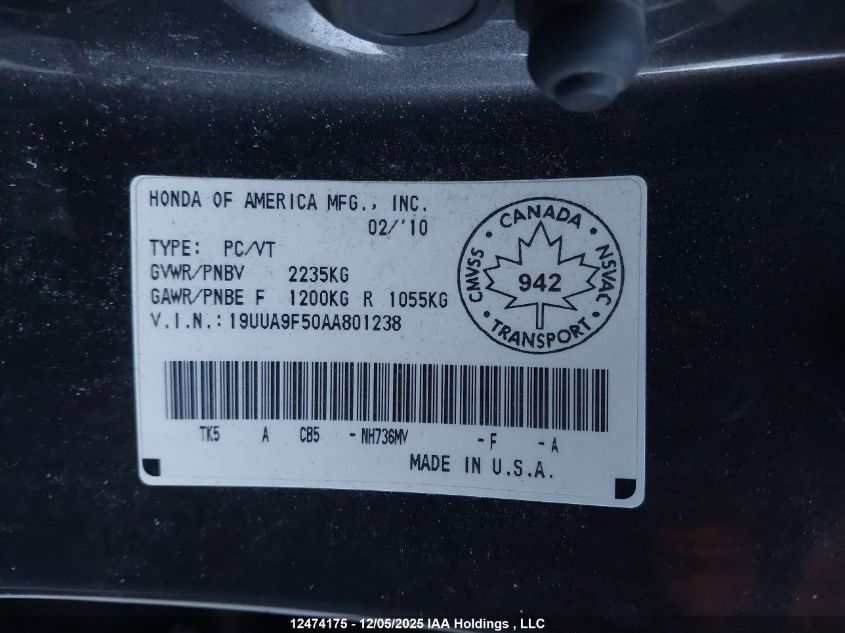 HONDA OF AMERICA MFG., INC.
02/'10
TYPE: PC/VT
GVWR/PNBV 2235KG
GAWR/PNBE F 1200KG R 1055KG
V.I.N.: 19UUA9F50AA801238
CANADA
CMVSS
NSVAC
942
TRANSPORT
TK5 A CB5 -NH736MV -F -A
MADE IN U.S.A.
12474175 - 12/05/2025 IAA Holdings , LLC